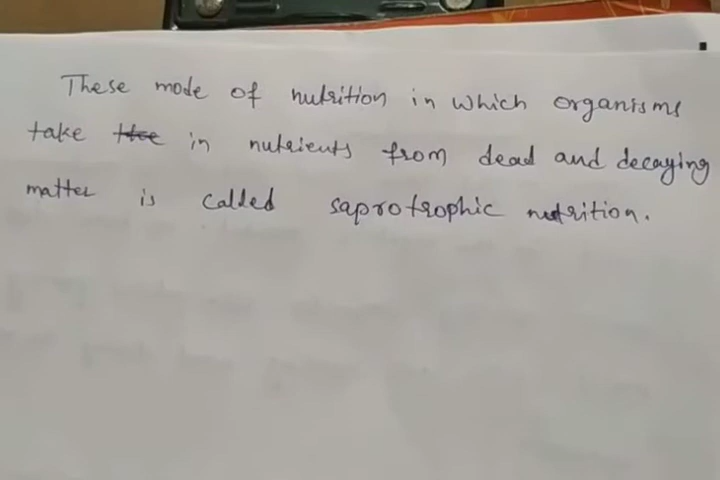 These mode of nutrition in which organisms
take in nutrients from dead and decaying
matter is called saprotrophic nutrition.